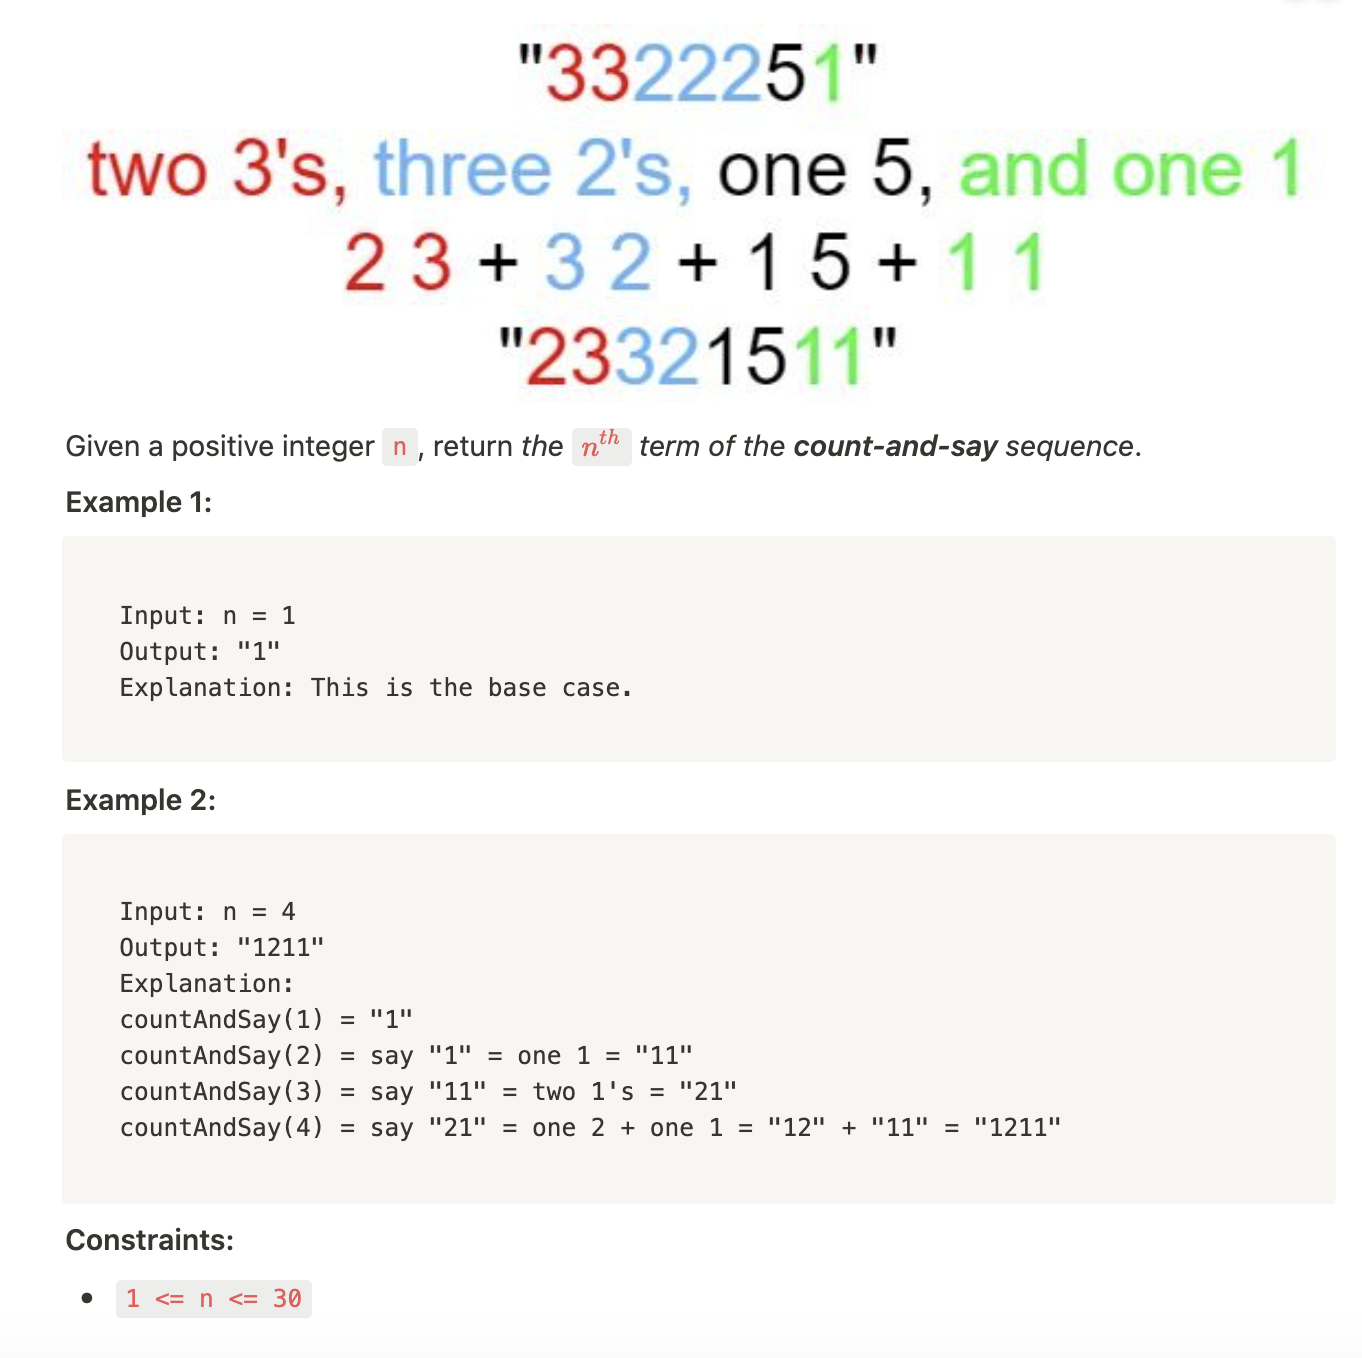 "3322251"
two 3's, three 2's, one 5, and one 1
2 3 + 3 2 + 1 5 + 1 1
"23321511"
Given a positive integer n, return the nth term of the count-and-say sequence.
Example 1:
Input: n = 1
Output: "1"
Explanation: This is the base case.
Example 2:
Input: n = 4
Output: "1211"
Explanation:
countAndSay(1) = "1"
countAndSay(2) = say "1" = one 1 = "11"
countAndSay(3) = say "11" = two 1's = "21"
countAndSay(4) = say "21" = one 2 + one 1 = "12" + "11" = "1211"
Constraints:
• 1 <= n <= 30